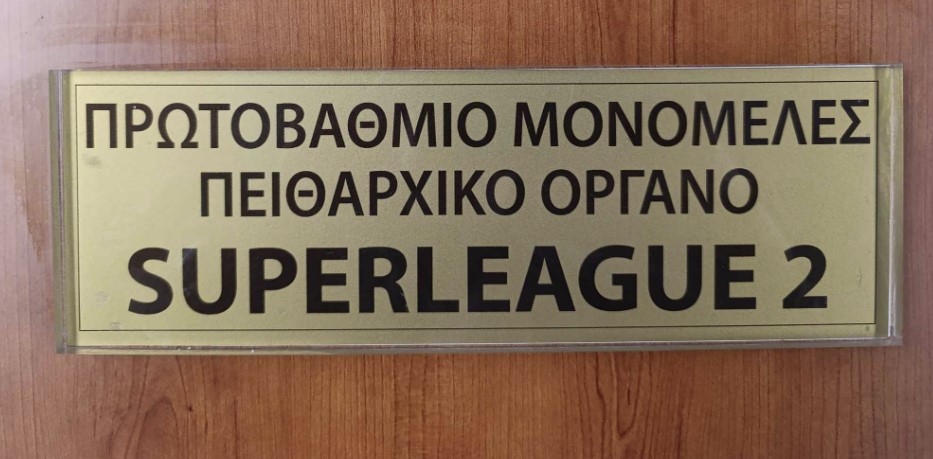 ΠΡΩΤΟΒΑΘΜΙΟ ΜΟΝΟΜΕΛΕΣ
ΠΕΙΘΑΡΧΙΚΟ ΟΡΓΑΝΟ
SUPERLEAGUE 2